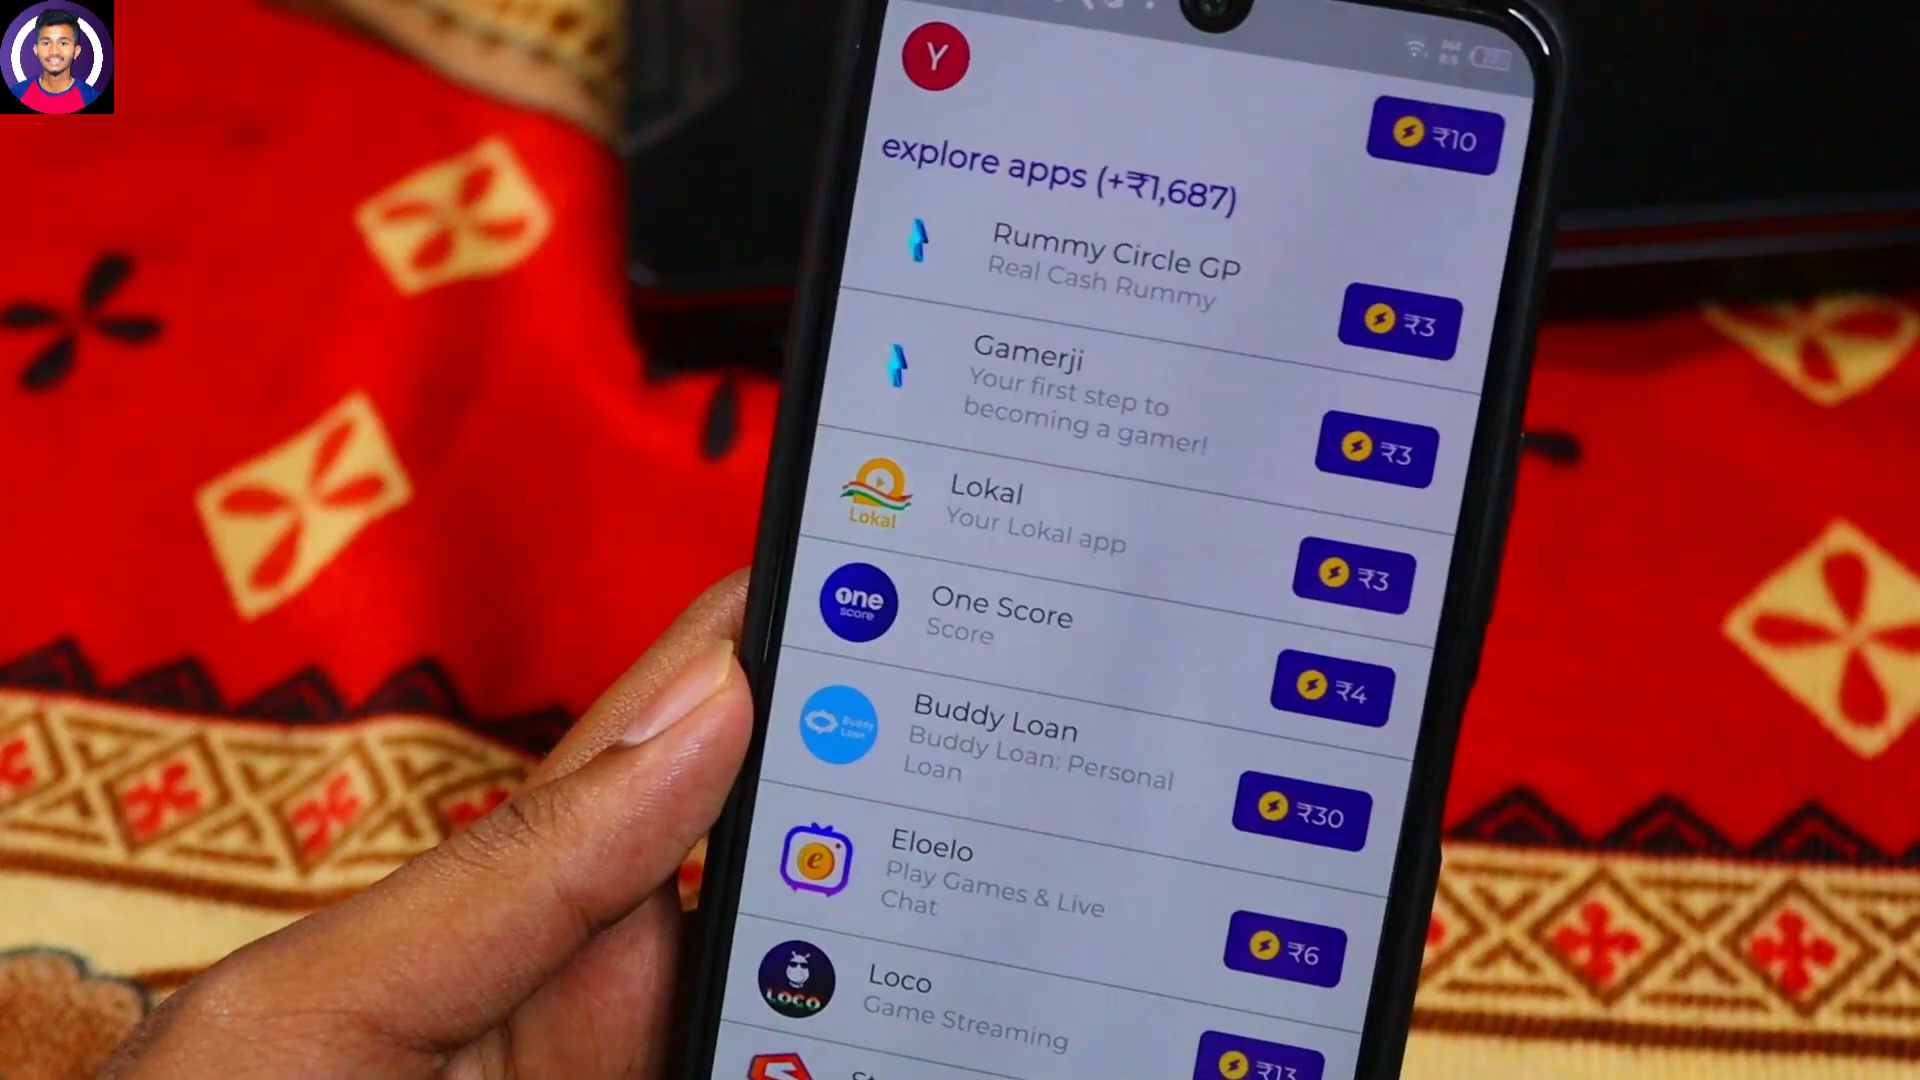 Y
₹10
explore apps (+₹1,687)
Rummy Circle GP
Real Cash Rummy
₹3
Gamerji
Your first step to
becoming a gamer!
₹3
Lokal
Lokal
Your Lokal app
₹3
one
score
One Score
Score
₹4
Buddy
Loan
Buddy Loan
Buddy Loan: Personal
Loan
₹30
e
Eloelo
Play Games & Live
Chat
₹6
LOCO
Loco
Game Streaming
₹13